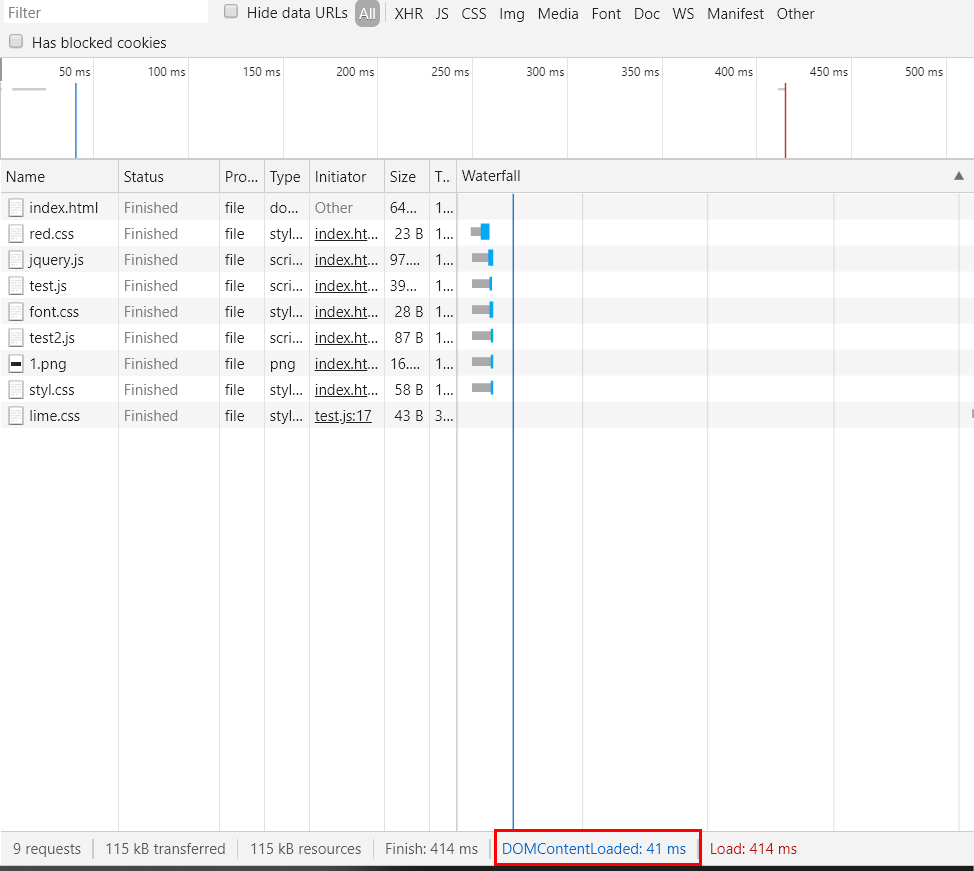 Filter Hide data URLs All XHR JS CSS Img Media Font Doc WS Manifest Other
Has blocked cookies
50 ms 100 ms 150 ms 200 ms 250 ms 300 ms 350 ms 400 ms 450 ms 500 ms
Name Status Pro... Type Initiator Size T.. Waterfall
index.html Finished file do... Other 64... 1...
red.css Finished file styl... index.ht... 23 B 1...
jquery.js Finished file scri... index.ht... 97.... 1...
test.js Finished file scri... index.ht... 39... 1...
font.css Finished file styl... index.ht... 28 B 1...
test2.js Finished file scri... index.ht... 87 B 1...
1.png Finished file png index.ht... 16.... 1...
styl.css Finished file styl... index.ht... 58 B 1...
lime.css Finished file styl... test.js:17 43 B 3...
9 requests 115 kB transferred 115 kB resources Finish: 414 ms DOMContentLoaded: 41 ms Load: 414 ms